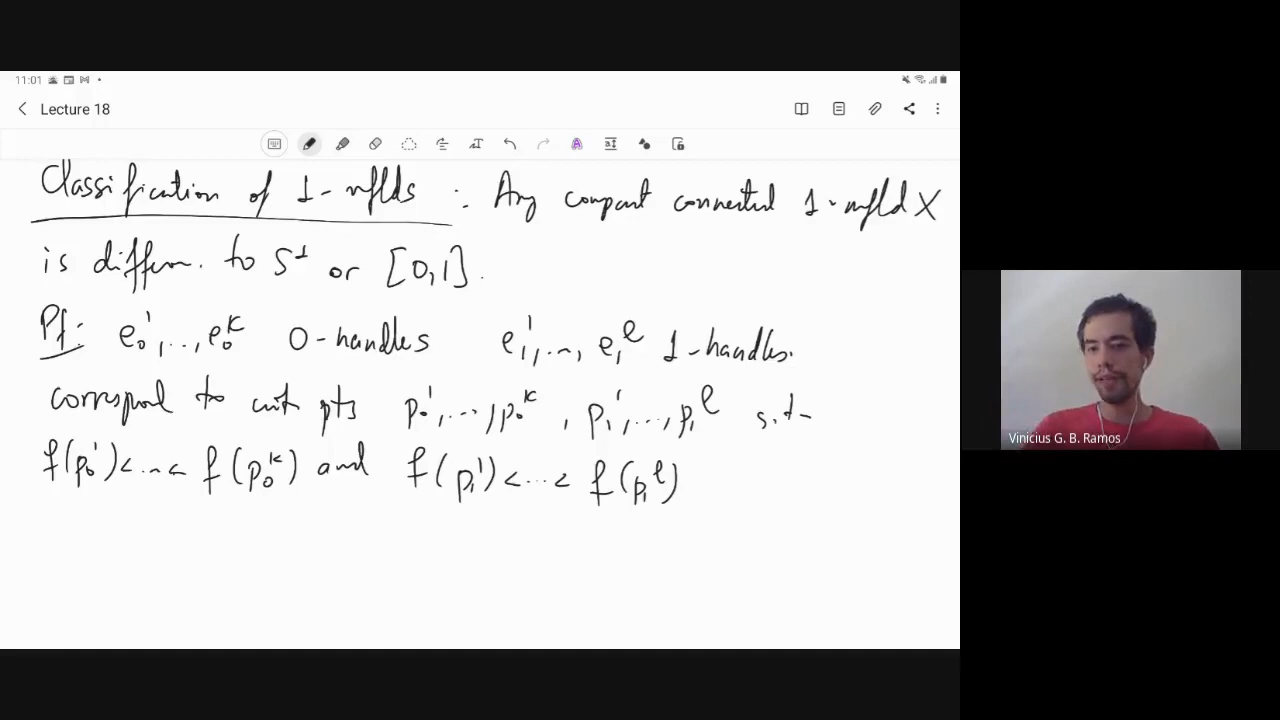 11:01
Lecture 18
Classification of 1-mflds : Any compact connected 1-mfld X
is diffeom. to S¹ or [0,1].
Pf: e₀¹,..,e₀ᵏ 0-handles e₁¹,..., e₁ˡ 1-handles.
correspond to crit pts p₀¹,...,p₀ᵏ , p₁¹,...,p₁ˡ s.t.
f(p₀¹)<...< f(p₀ᵏ) and f(p₁¹)<...< f(p₁ˡ)
Vinicius G. B. Ramos